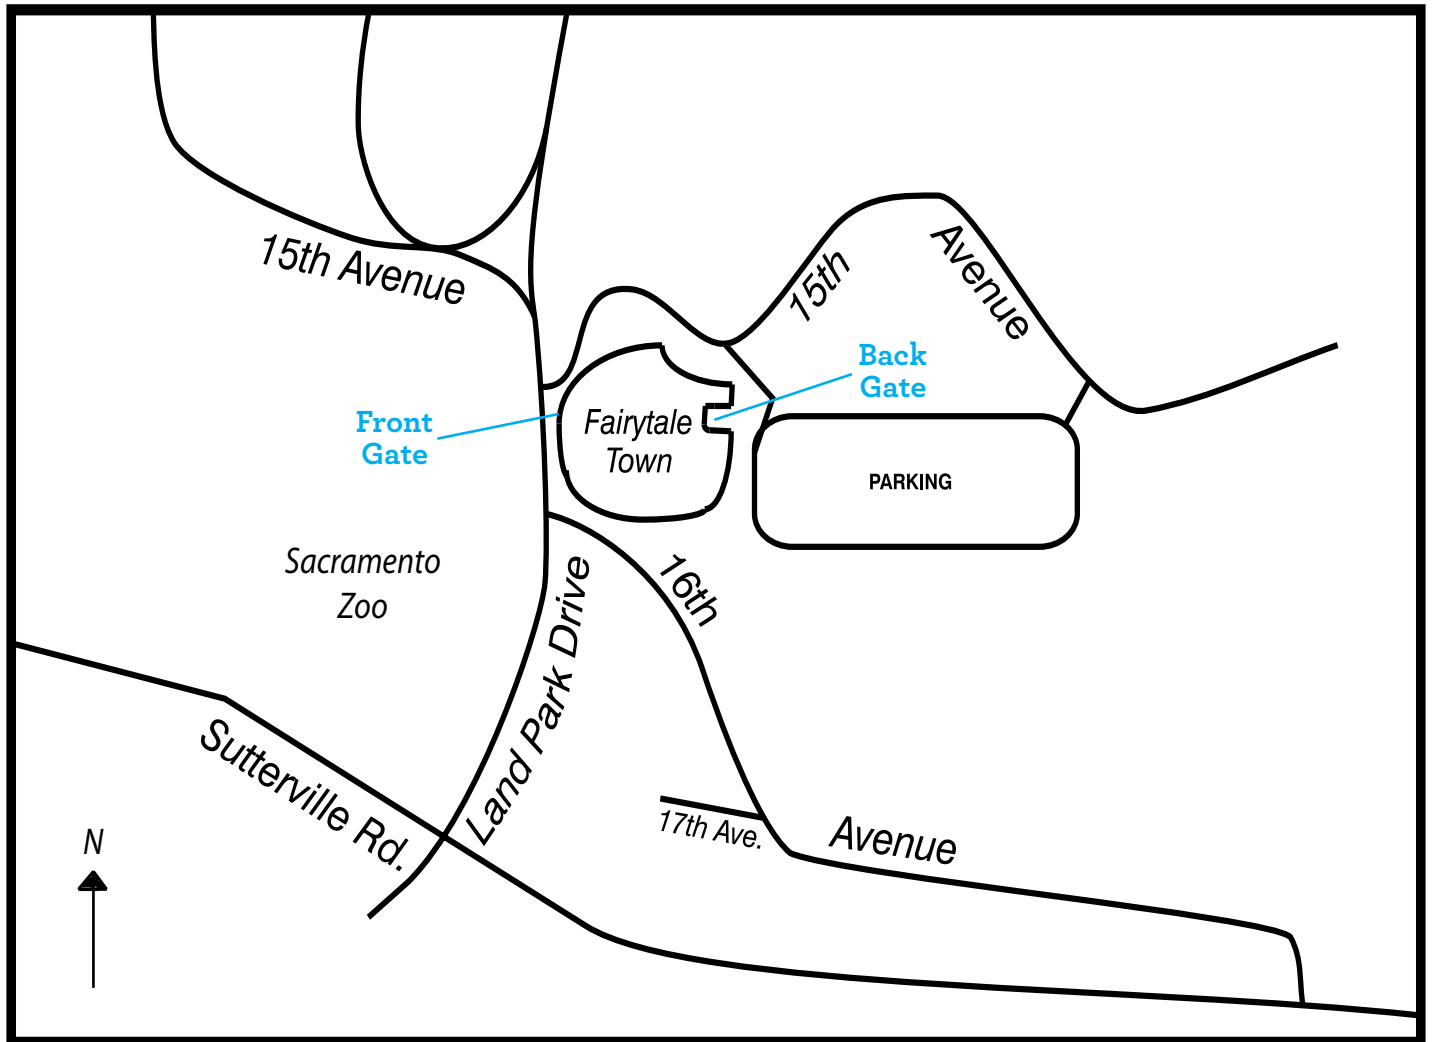 15th Avenue
15th
Avenue
Back
Gate
Front
Gate
Fairytale
Town
PARKING
Sacramento
Zoo
16th
Land Park Drive
Sutterville Rd.
17th Ave.
Avenue
N